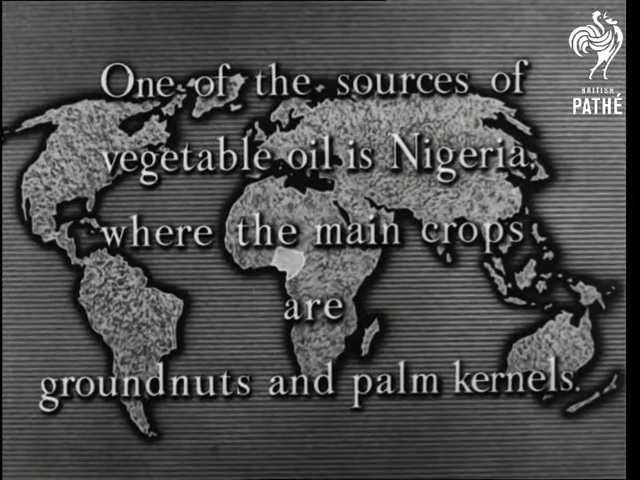 One of the sources of
vegetable oil is Nigeria,
where the main crops
are
groundnuts and palm kernels.
BRITISH
PATHÉ